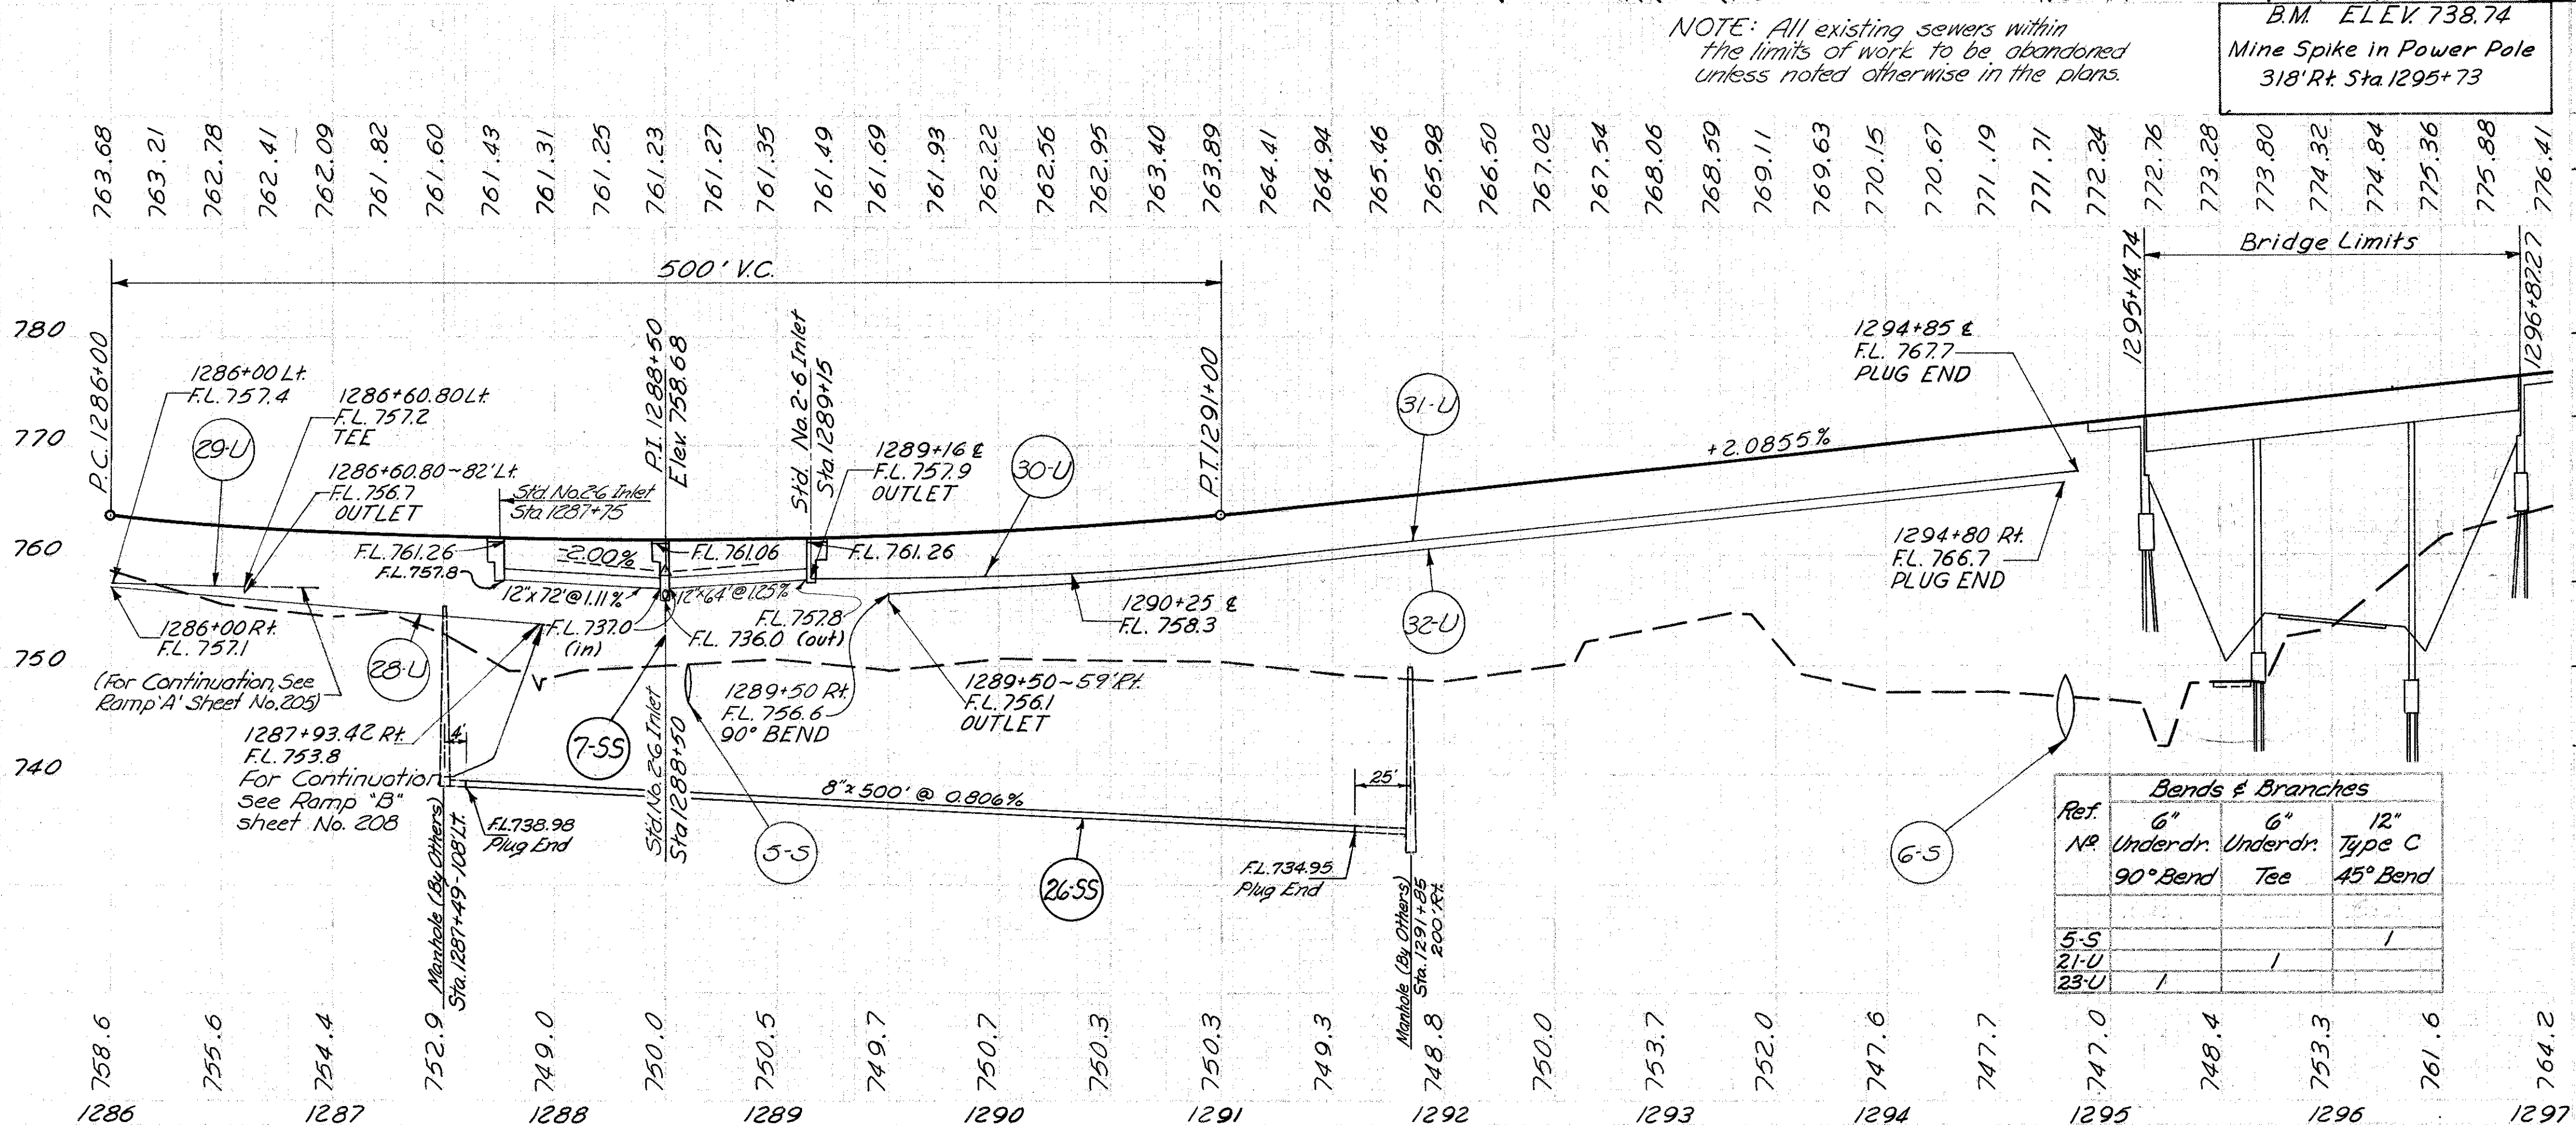 NOTE: All existing sewers within
the limits of work to be abandoned
unless noted otherwise in the plans.
B.M. ELEV. 738.74
Mine Spike in Power Pole
318' Rt. Sta. 1295+73
763.68 763.21 762.78 762.41 762.09 761.82 761.60 761.43 761.31 761.25 761.23 761.27 761.35 761.49 761.69 761.93 762.22 762.56 762.95 763.40 763.89 764.41 764.94 765.46 765.98 766.50 767.02 767.54 768.06 768.59 769.11 769.63 770.15 770.67 771.19 771.71 772.24 772.76 773.28 773.80 774.32 774.84 775.36 775.88 776.41
500' V.C.
Bridge Limits
1295+14.74
1296+87.27
780
770
760
750
740
P.C. 1286+00
1286+00 Lt.
F.L. 757.4
29-U
1286+60.80 Lt.
F.L. 757.2
TEE
1286+60.80~82' Lt.
F.L. 756.7
OUTLET
Std. No. 2-6 Inlet
Sta. 1287+75
P.I. 1288+50
Elev. 758.68
Std. No. 2-6 Inlet
Sta. 1289+15
1289+16 ℄
F.L. 757.9
OUTLET
30-U
P.T. 1291+00
31-U
+2.0855%
1294+85 ℄
F.L. 767.7
PLUG END
1294+80 Rt.
F.L. 766.7
PLUG END
F.L. 761.26
F.L. 757.8
-2.00%
F.L. 761.06
F.L. 761.26
12"x72'@1.11%
12"x64'@1.25%
F.L. 757.8
F.L. 737.0
(in)
F.L. 736.0 (out)
1286+00 Rt.
F.L. 757.1
(For Continuation, See
Ramp 'A' Sheet No. 205)
28-U
1290+25 ℄
F.L. 758.3
32-U
1289+50 Rt.
F.L. 756.6
90° BEND
1289+50~59' Rt.
F.L. 756.1
OUTLET
1287+93.42 Rt.
F.L. 753.8
For Continuation
see Ramp "B"
sheet No. 208
4'
7-SS
Std. No. 2-6 Inlet
Sta 1288+50
8"x500' @ 0.806%
25'
F.L. 738.98
Plug End
5-S
26-SS
F.L. 734.95
Plug End
6-S
Manhole (By Others)
Sta. 1287+49-108' Lt.
Manhole (By Others)
Sta. 1291+85
200' Rt.
Bends & Branches
Ref. Nº 6" Underdr. 90° Bend 6" Underdr. Tee 12" Type C 45° Bend
5-S 1
21-U 1
23-U 1
758.6 755.6 754.4 752.9 749.0 750.0 750.5 749.7 750.7 750.3 750.3 749.3 748.8 750.0 753.7 752.0 747.6 747.7 747.0 748.4 753.3 761.6 764.2
1286 1287 1288 1289 1290 1291 1292 1293 1294 1295 1296 1297